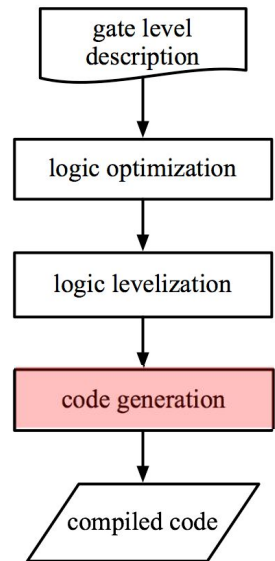 gate level
description
logic optimization
logic levelization
code generation
compiled code